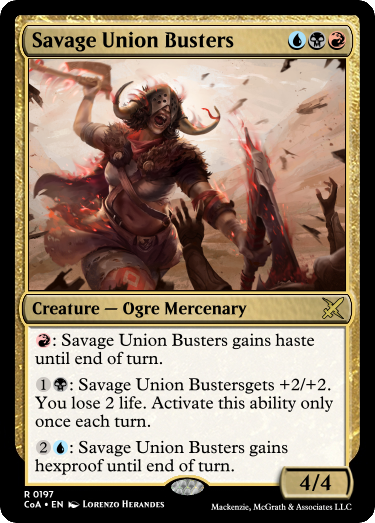 Savage Union Busters
Creature — Ogre Mercenary
: Savage Union Busters gains haste
until end of turn.
1 : Savage Union Bustersgets +2/+2.
You lose 2 life. Activate this ability only
once each turn.
2 : Savage Union Busters gains
hexproof until end of turn.
4/4
R 0197
CoA • EN Lorenzo Herandes
Mackenzie, McGrath & Associates LLC